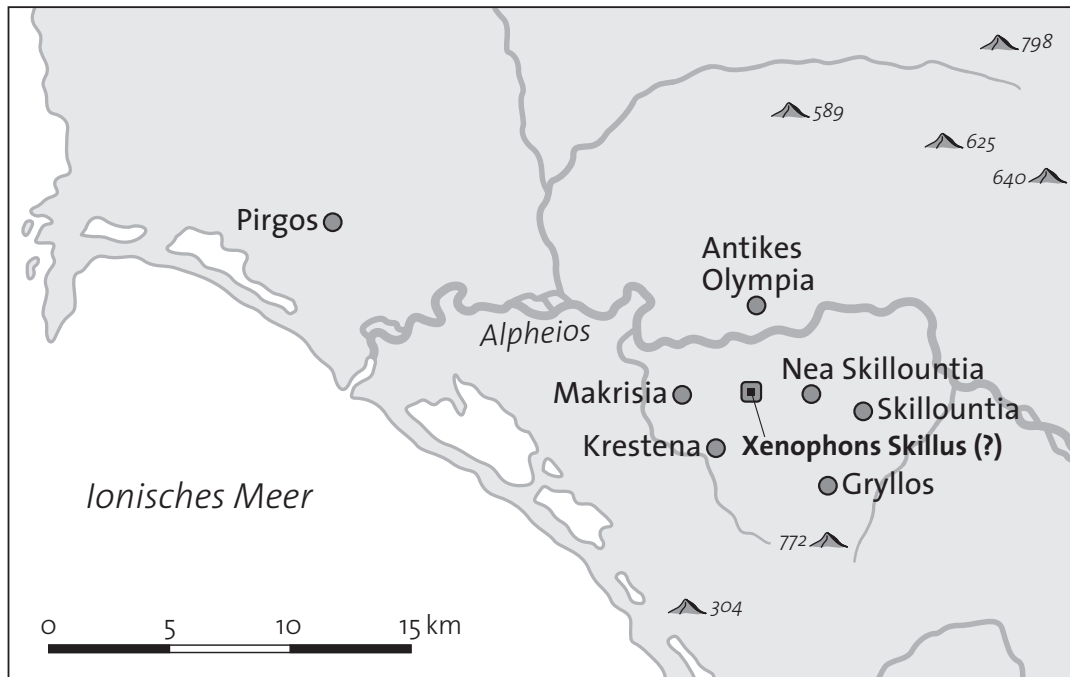 798
589
625
640
Pirgos
Antikes
Olympia
Alpheios
Nea Skillountia
Makrisia
Skillountia
Krestena
Xenophons Skillus (?)
Gryllos
Ionisches Meer
772
304
0 5 10 15 km